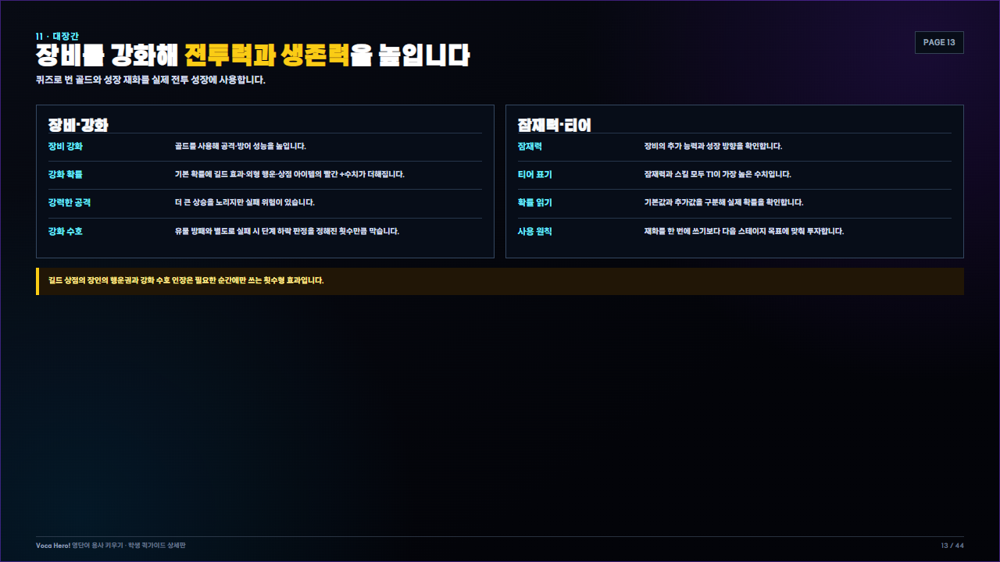 11 · 대장간
장비를 강화해 전투력과 생존력을 높입니다
퀴즈로 번 골드와 성장 재화를 실제 전투 성장에 사용합니다.
PAGE 13
장비·강화
장비 강화 골드를 사용해 공격·방어 성능을 높입니다.
강화 확률 기본 확률에 길드 효과·외형 행운·상점 아이템의 빨간 +수치가 더해집니다.
강력한 공격 더 큰 상승을 노리지만 실패 위험이 있습니다.
강화 수호 유물 방패와 별도로 실패 시 단계 하락 판정을 정해진 횟수만큼 막습니다.
잠재력·티어
잠재력 장비의 추가 능력과 성장 방향을 확인합니다.
티어 표기 잠재력과 스킬 모두 T1이 가장 높은 수치입니다.
확률 읽기 기본값과 추가값을 구분해 실제 확률을 확인합니다.
사용 원칙 재화를 한 번에 쓰기보다 다음 스테이지 목표에 맞춰 투자합니다.
길드 상점의 장인의 행운권과 강화 수호 인장은 필요한 순간에만 쓰는 횟수형 효과입니다.
Voca Hero! 영단어 용사 키우기 · 학생 퀵가이드 상세판
13 / 44